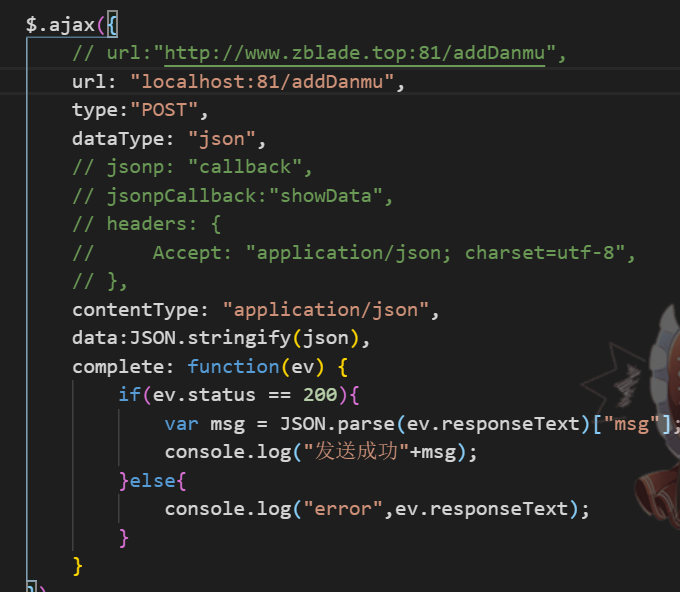 $.ajax({
// url:"http://www.zblade.top:81/addDanmu",
url: "localhost:81/addDanmu",
type:"POST",
dataType: "json",
// jsonp: "callback",
// jsonpCallback:"showData",
// headers: {
//     Accept: "application/json; charset=utf-8",
// },
contentType: "application/json",
data:JSON.stringify(json),
complete: function(ev) {
if(ev.status == 200){
var msg = JSON.parse(ev.responseText)["msg"];
console.log("发送成功"+msg);
}else{
console.log("error",ev.responseText);
}
}
})